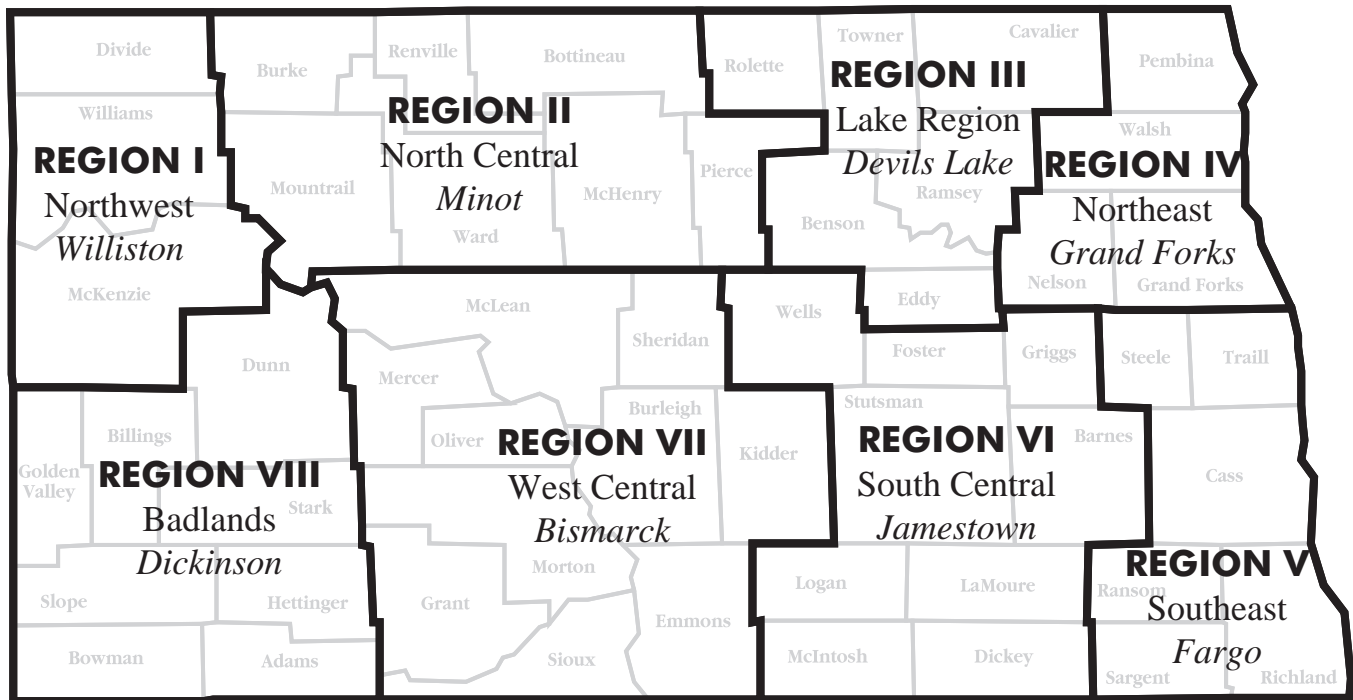 Divide
Burke
Renville
Bottineau
Rolette
Towner
Cavalier
Pembina
Williams
REGION I
Northwest
Williston
McKenzie
REGION II
North Central
Minot
Mountrail
Ward
McHenry
Pierce
REGION III
Lake Region
Devils Lake
Ramsey
Benson
Eddy
Walsh
REGION IV
Northeast
Grand Forks
Nelson
Grand Forks
McLean
Sheridan
Wells
Foster
Griggs
Steele
Traill
Dunn
Mercer
Oliver
Burleigh
Kidder
Stutsman
Barnes
Cass
Billings
Golden
Valley
REGION VIII
Badlands
Dickinson
Stark
REGION VII
West Central
Bismarck
Morton
REGION VI
South Central
Jamestown
REGION V
Southeast
Fargo
Ransom
Slope
Hettinger
Grant
Emmons
Logan
LaMoure
Bowman
Adams
Sioux
McIntosh
Dickey
Sargent
Richland